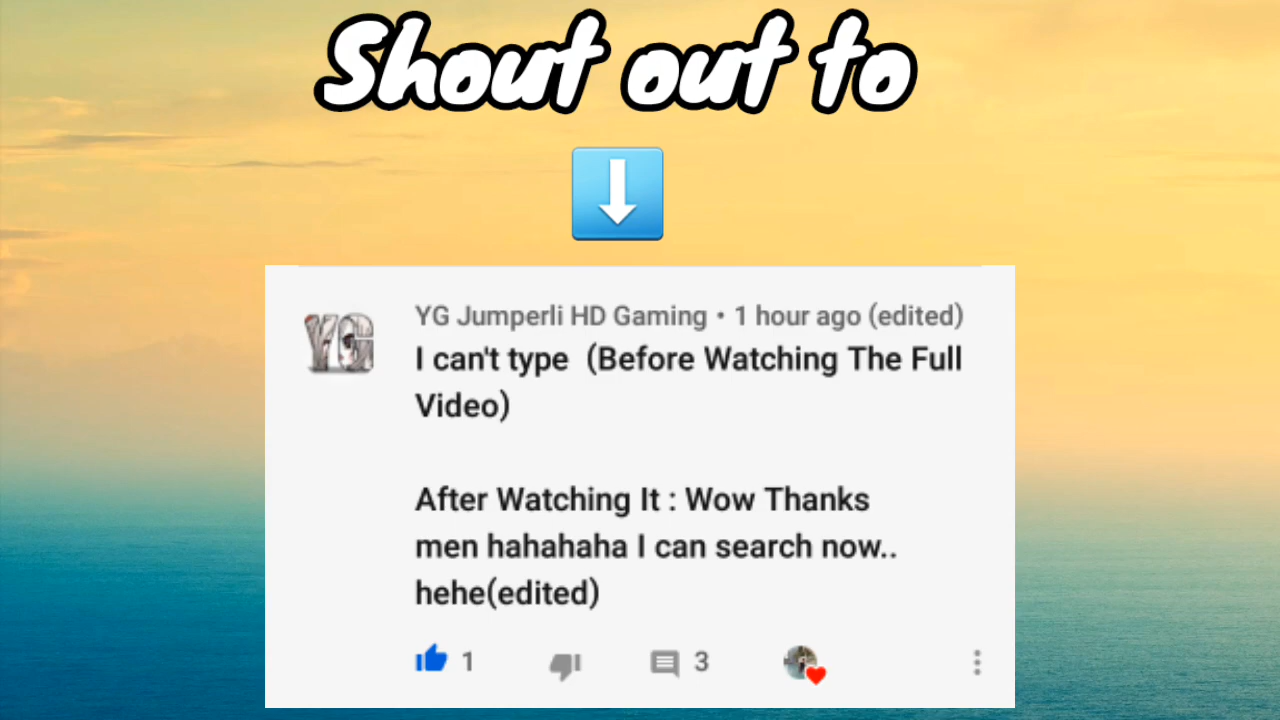 Shout out to
YG
YG Jumperli HD Gaming • 1 hour ago (edited)
I can't type (Before Watching The Full
Video)
After Watching It : Wow Thanks
men hahahaha I can search now..
hehe(edited)
1
3